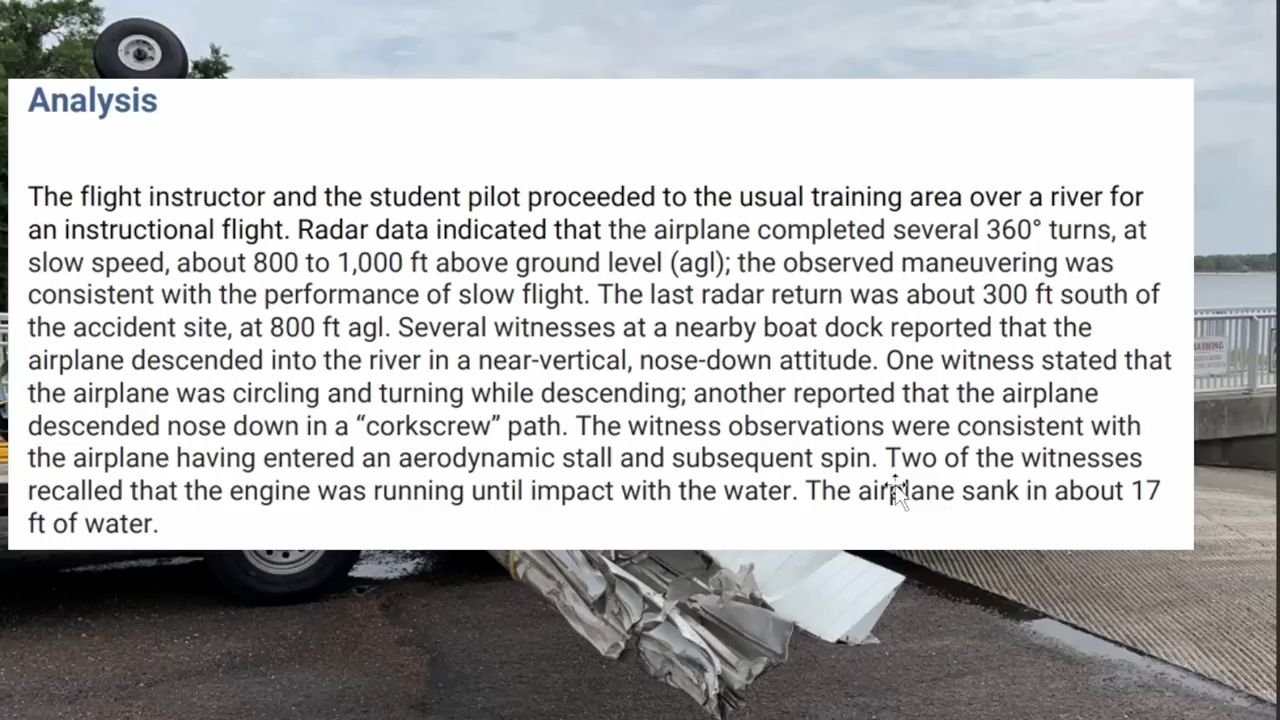 Analysis
The flight instructor and the student pilot proceeded to the usual training area over a river for
an instructional flight. Radar data indicated that the airplane completed several 360° turns, at
slow speed, about 800 to 1,000 ft above ground level (agl); the observed maneuvering was
consistent with the performance of slow flight. The last radar return was about 300 ft south of
the accident site, at 800 ft agl. Several witnesses at a nearby boat dock reported that the
airplane descended into the river in a near-vertical, nose-down attitude. One witness stated that
the airplane was circling and turning while descending; another reported that the airplane
descended nose down in a “corkscrew” path. The witness observations were consistent with
the airplane having entered an aerodynamic stall and subsequent spin. Two of the witnesses
recalled that the engine was running until impact with the water. The airplane sank in about 17
ft of water.